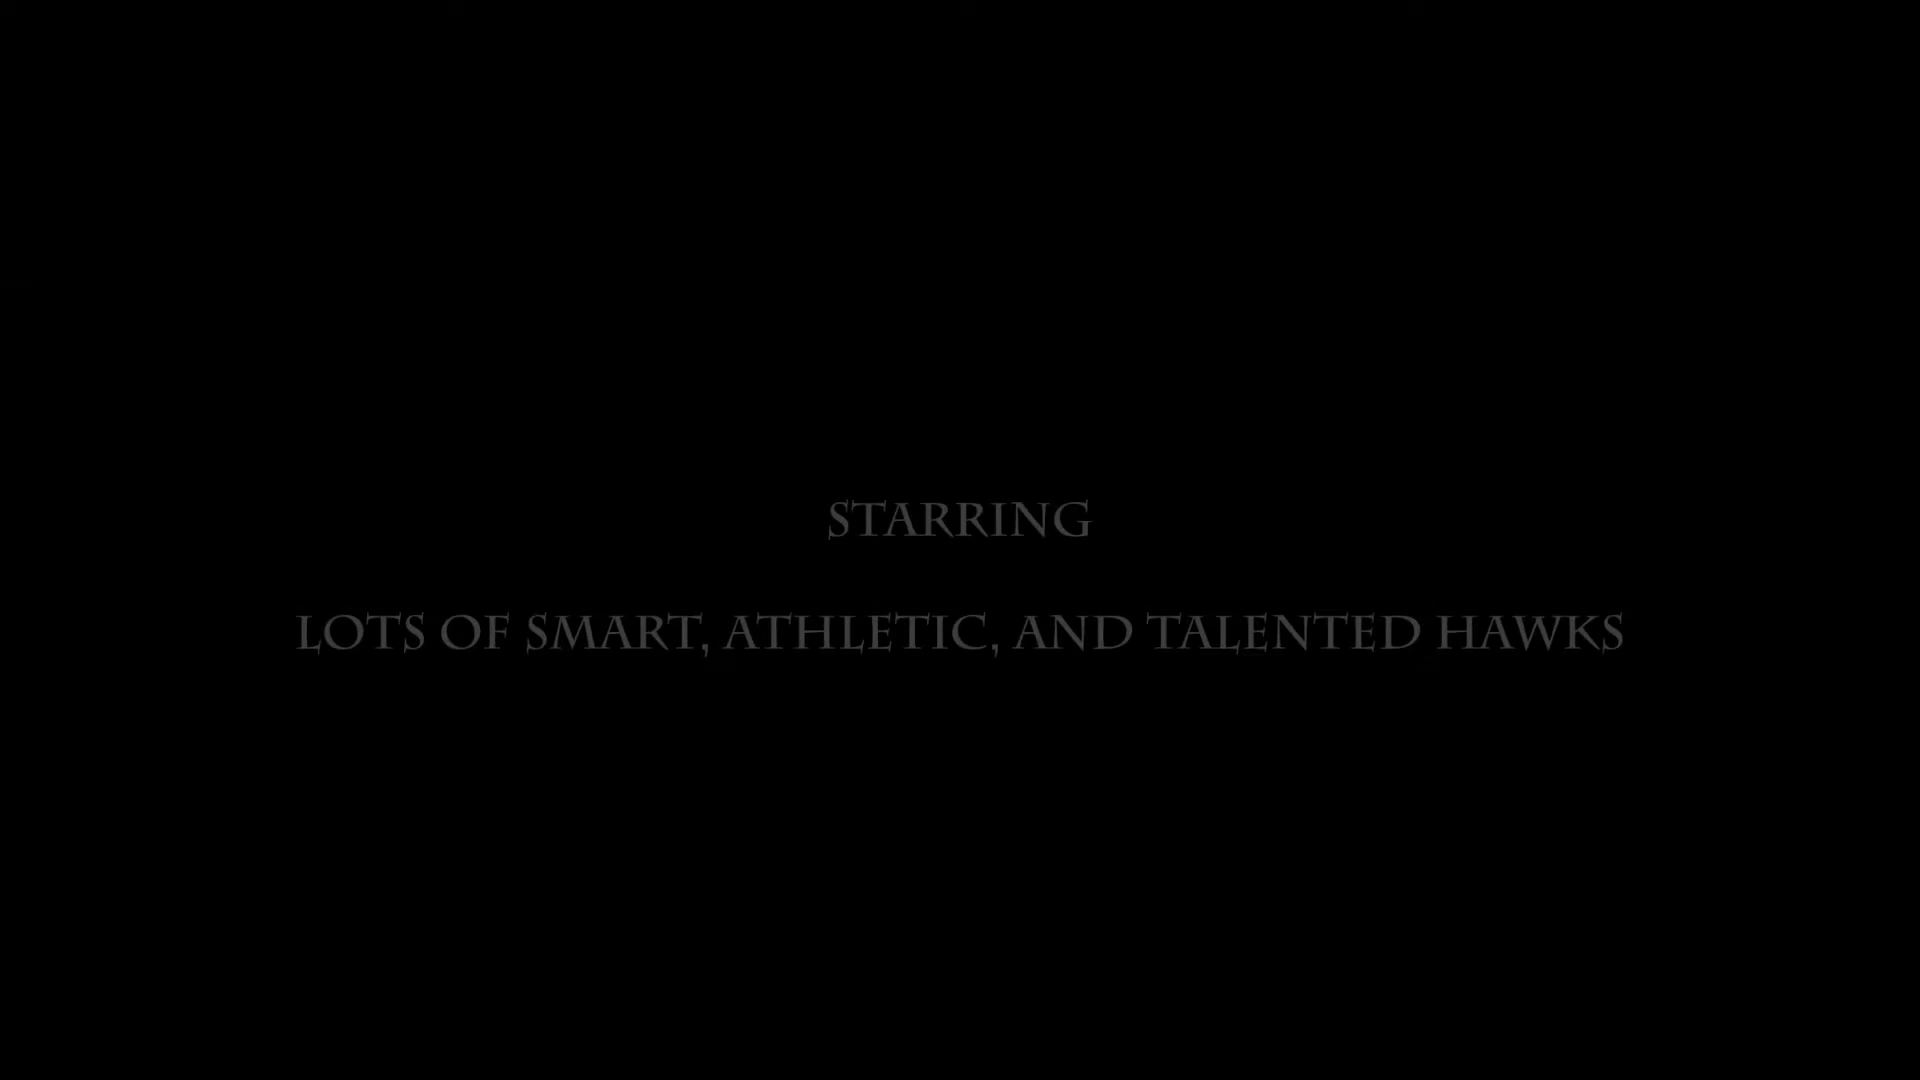 STARRING
LOTS OF SMART, ATHLETIC, AND TALENTED HAWKS